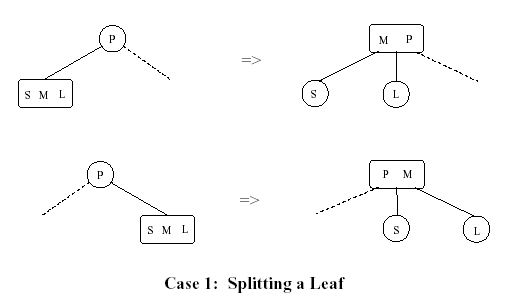 P
M P
=>
S M L
S
L
P
P M
=>
S M L
S
L
Case 1: Splitting a Leaf